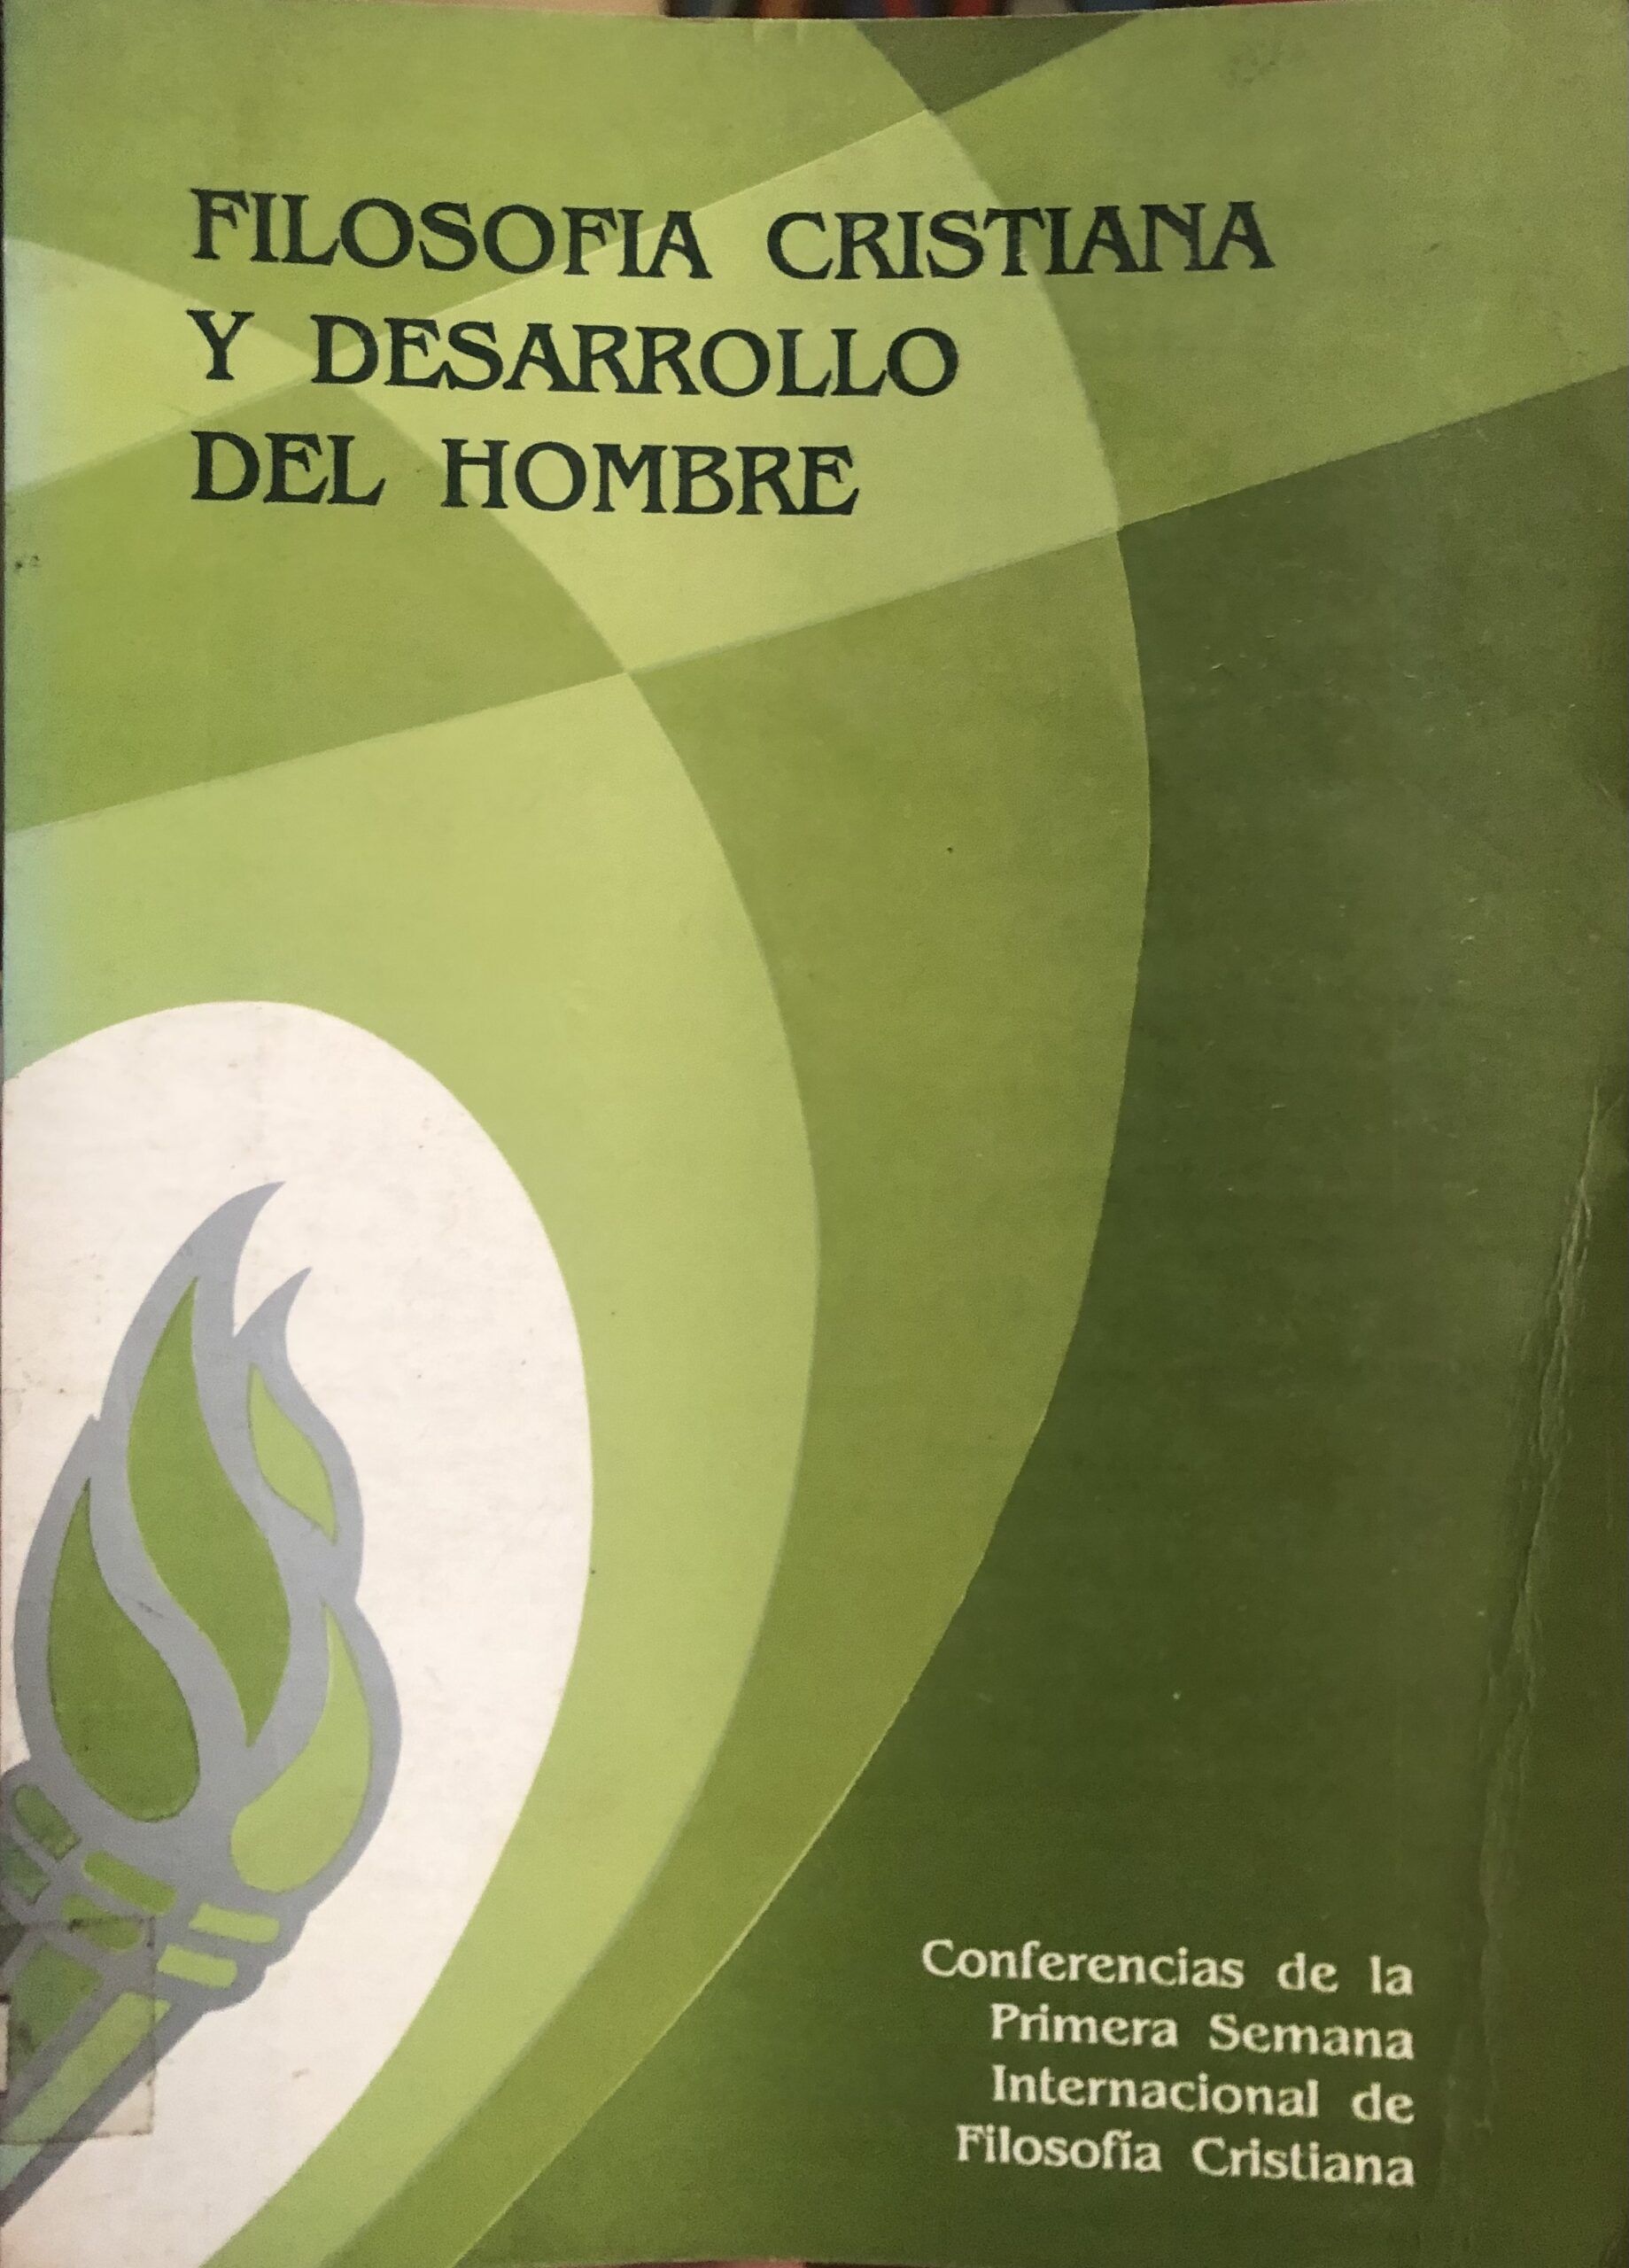 FILOSOFIA CRISTIANA
Y DESARROLLO
DEL HOMBRE
Conferencias de la
Primera Semana
Internacional de
Filosofía Cristiana